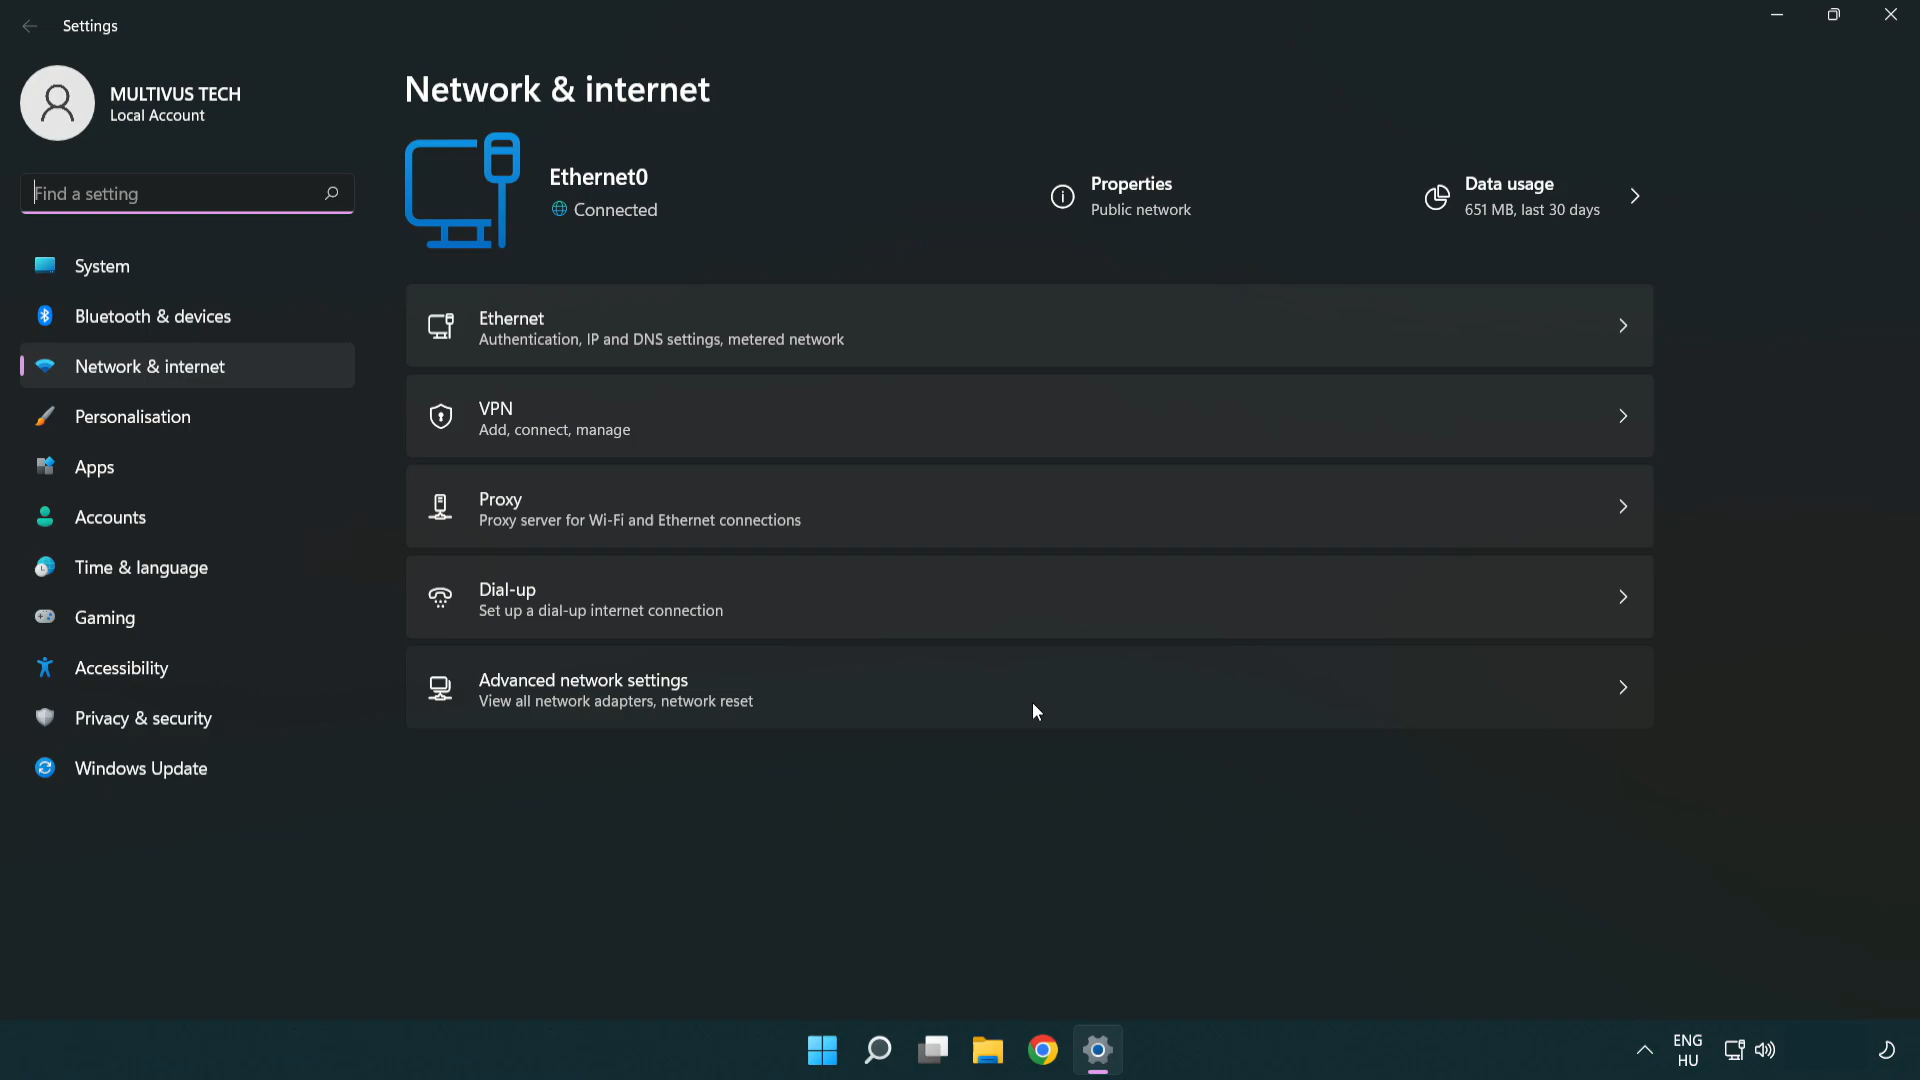 Settings
MULTIVUS TECH
Local Account
Find a setting
System
Bluetooth & devices
Network & internet
Personalisation
Apps
Accounts
Time & language
Gaming
Accessibility
Privacy & security
Windows Update
Network & internet
Ethernet0
Connected
Properties
Public network
Data usage
651 MB, last 30 days
Ethernet
Authentication, IP and DNS settings, metered network
VPN
Add, connect, manage
Proxy
Proxy server for Wi-Fi and Ethernet connections
Dial-up
Set up a dial-up internet connection
Advanced network settings
View all network adapters, network reset
ENG
HU